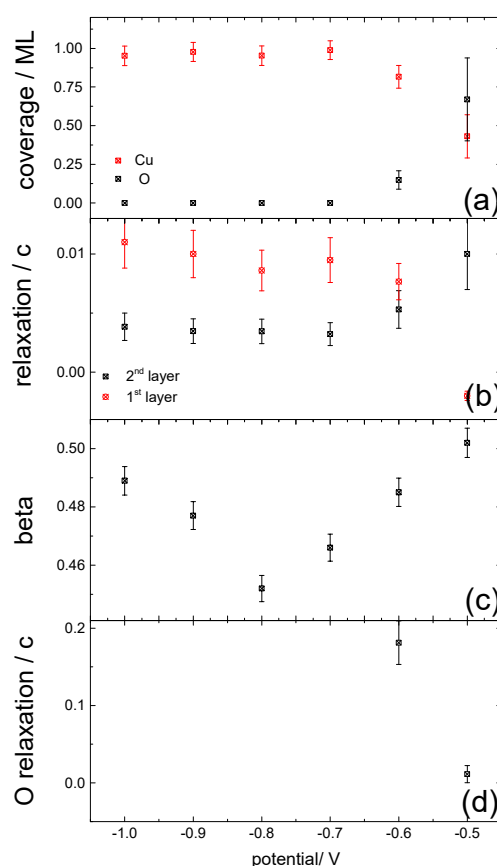 coverage / ML
1.00
0.75
0.50
0.25
0.00
Cu
O
(a)
relaxation / c
0.01
0.00
2nd layer
1st layer
(b)
beta
0.50
0.48
0.46
(c)
O relaxation / c
0.2
0.1
0.0
(d)
-1.0 -0.9 -0.8 -0.7 -0.6 -0.5
potential/ V